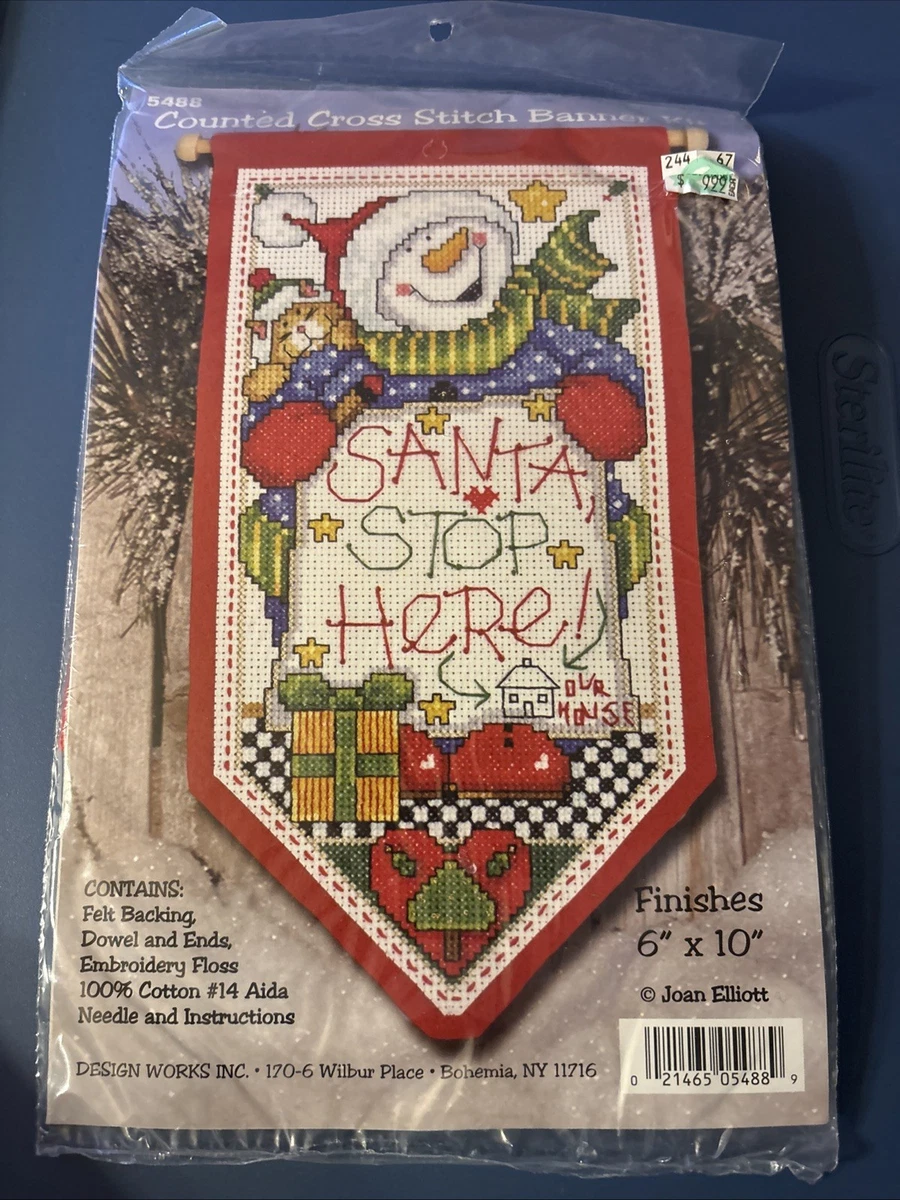 5488
Counted Cross Stitch Banner Kit
244 67
$ 999 EACH
SANTA,
STOP
HeRe!
OUR
HOUSE
Sterilite
CONTAINS:
Felt Backing,
Dowel and Ends,
Embroidery Floss
100% Cotton #14 Aida
Needle and Instructions
Finishes
6" x 10"
© Joan Elliott
DESIGN WORKS INC. • 170-6 Wilbur Place • Bohemia, NY 11716
0 21465 05488 9